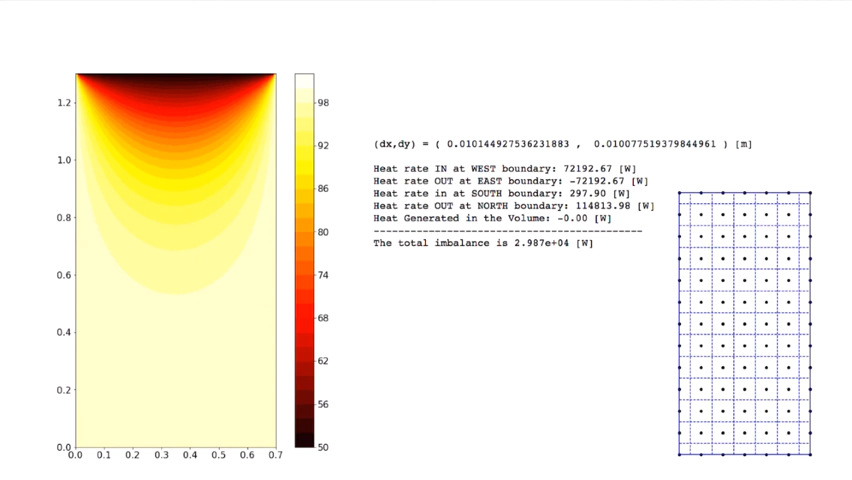 (dx,dy) = ( 0.010144927536231883 , 0.010077519379844961 ) [m]
Heat rate IN at WEST boundary: 72192.67 [W]
Heat rate OUT at EAST boundary: -72192.67 [W]
Heat rate in at SOUTH boundary: 297.90 [W]
Heat rate OUT at NORTH boundary: 114813.98 [W]
Heat Generated in the Volume: -0.00 [W]
--------------------------------------------
The total imbalance is 2.987e+04 [W]
1.2
1.0
0.8
0.6
0.4
0.2
0.0
0.0 0.1 0.2 0.3 0.4 0.5 0.6 0.7
98
92
86
80
74
68
62
56
50